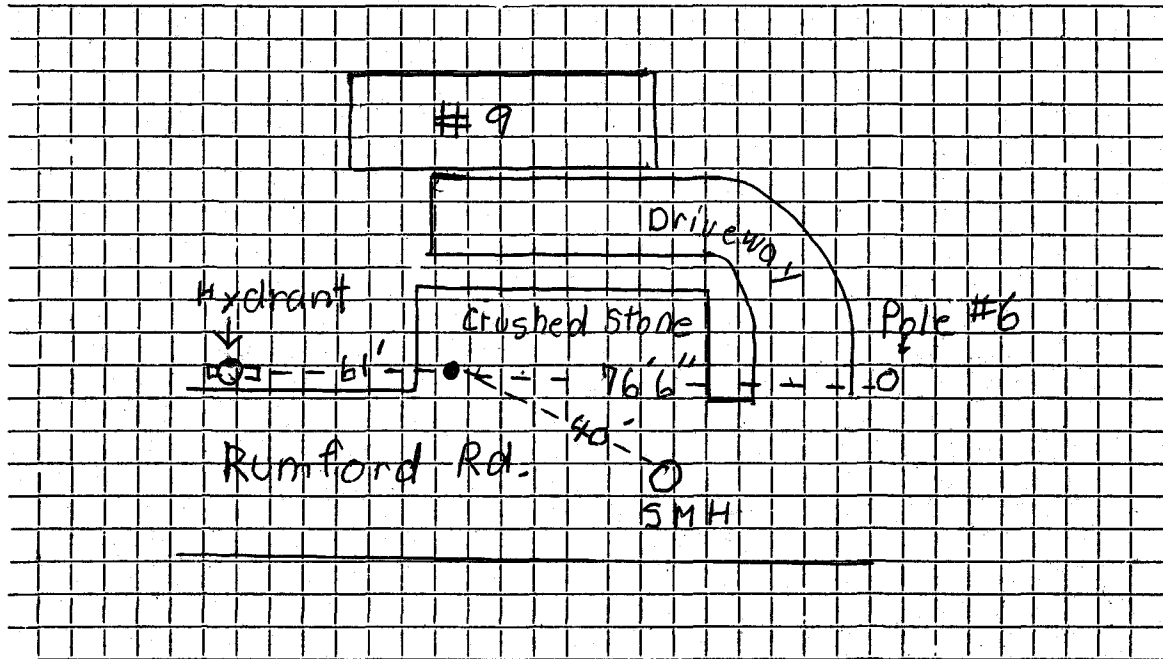 # 9
Driveway
Hydrant
Crushed Stone
Pole #6
61'
76'6"
40'
Rumford Rd.
SMH